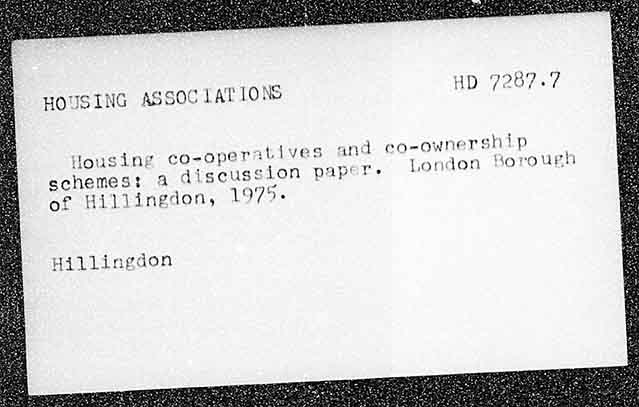 HOUSING ASSOCIATIONS HD 7287.7
Housing co-operatives and co-ownership
schemes: a discussion paper. London Borough
of Hillingdon, 1975.
Hillingdon